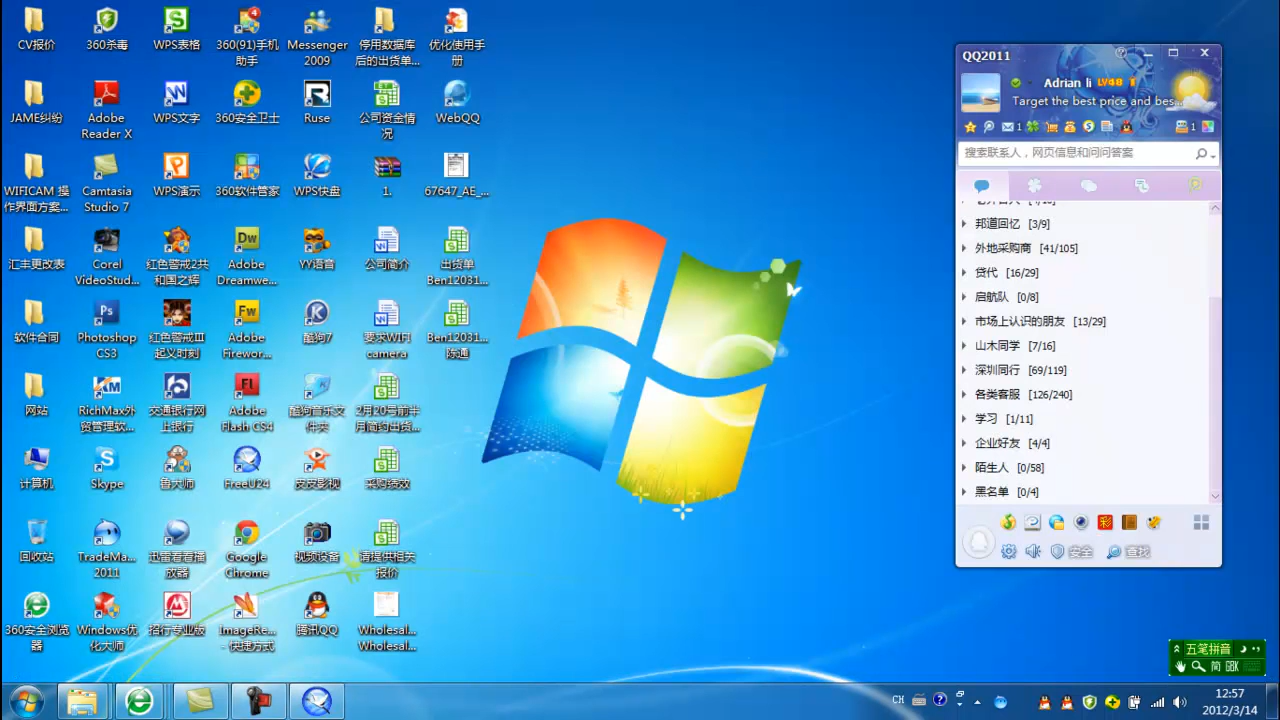 CV报价
360杀毒
WPS表格
360(91)手机
助手
Messenger
2009
停用数据库
后的出货单...
优化使用手
册
JAME纠纷
Adobe
Reader X
WPS文字
360安全卫士
Ruse
公司资金情
况
WebQQ
WIFICAM 操
作界面方案...
Camtasia
Studio 7
WPS演示
360软件管家
WPS快盘
1.
67647_AE_...
汇丰更改表
Corel
VideoStud...
红色警戒2共
和国之辉
Adobe
Dreamwe...
YY语音
公司简介
出货单
Ben12031...
软件合同
Photoshop
CS3
红色警戒III
起义时刻
Adobe
Firewor...
酷狗7
要求WIFI
camera
Ben12031...
陈通
网站
RichMax外
贸管理软...
交通银行网
上银行
Adobe
Flash CS4
酷狗音乐文
件夹
2月20号前半
月简约出货...
计算机
Skype
鲁大师
FreeU24
皮皮影视
采购绩效
回收站
TradeMa...
2011
迅雷看看播
放器
Google
Chrome
视频设备
请提供相关
报价
360安全浏览
器
Windows优
化大师
招行专业版
ImageRe...
- 快捷方式
腾讯QQ
Wholesal...
Wholesal...
QQ2011
Adrian li LV48
Target the best price and bes...
1
1
搜索联系人，网页信息和问问答案
邦道回忆 [3/9]
外地采购商 [41/105]
贷代 [16/29]
启航队 [0/8]
市场上认识的朋友 [13/29]
山木同学 [7/16]
深圳同行 [69/119]
各类客服 [126/240]
学习 [1/11]
企业好友 [4/4]
陌生人 [0/58]
黑名单 [0/4]
安全
查找
五笔拼音
简 GBK
CH
12:57
2012/3/14